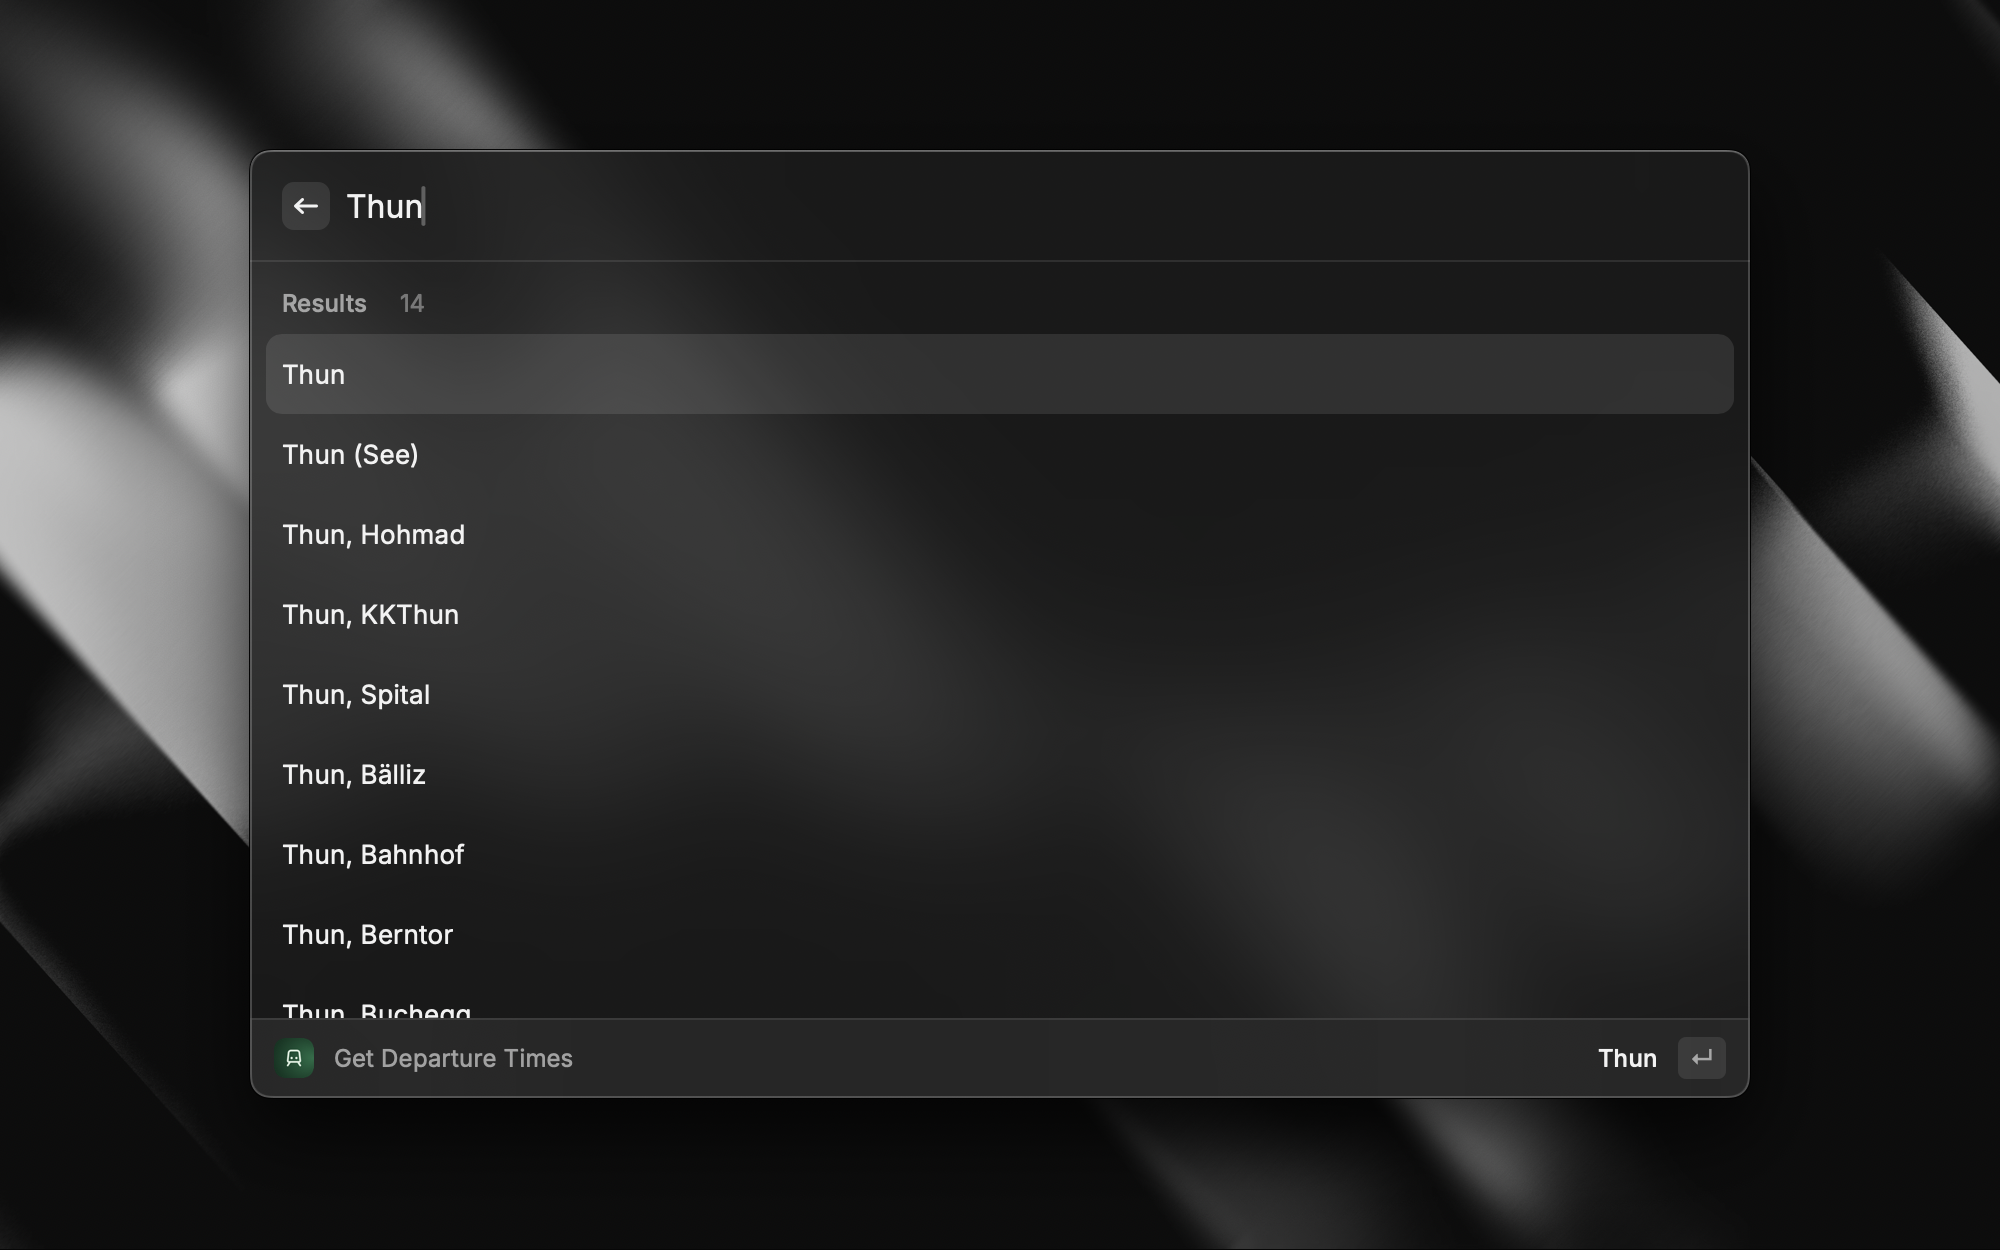 Thun
Results 14
Thun
Thun (See)
Thun, Hohmad
Thun, KKThun
Thun, Spital
Thun, Bälliz
Thun, Bahnhof
Thun, Berntor
Thun, Buchegg
Get Departure Times
Thun